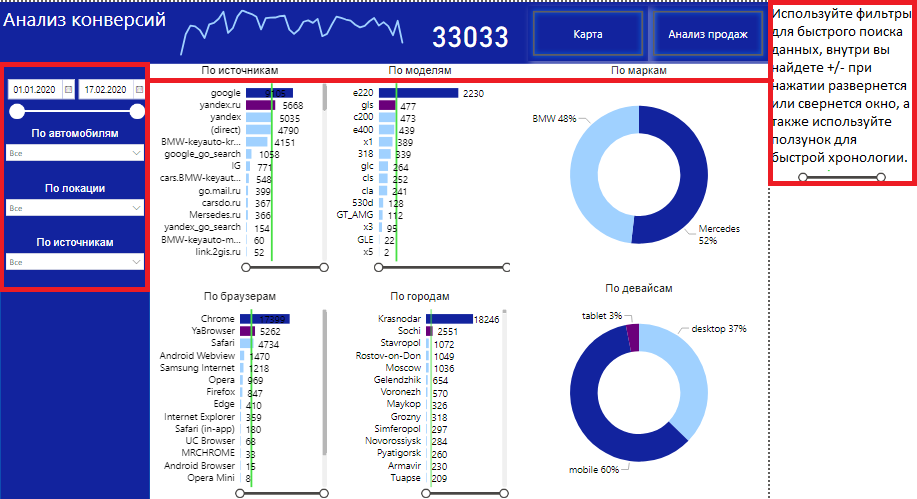 Анализ конверсий
33033
Карта
Анализ продаж
Используйте фильтры
для быстрого поиска
данных, внутри вы
найдете +/- при
нажатии развернется
или свернется окно, а
также используйте
ползунок для
быстрой хронологии.
01.01.2020
17.02.2020
По автомобилям
Все
По локации
Все
По источникам
Все
По источникам
google 9105
yandex.ru 5668
yandex 5035
(direct) 4790
BMW-keyauto-kr... 4151
google_go_search 1058
IG 771
cars.BMW-keyaut... 548
go.mail.ru 399
carsdo.ru 367
Mersedes.ru 366
yandex_go_search 154
BMW-keyauto-m... 60
link.2gis.ru 52
По моделям
e220 2230
gls 477
c200 473
e400 439
x1 389
318 339
glc 264
cls 252
cla 241
530d 128
GT_AMG 112
x3 95
GLE 22
x5 2
По маркам
BMW 48%
Mercedes
52%
По браузерам
Chrome 17399
YaBrowser 5262
Safari 4734
Android Webview 1470
Samsung Internet 1218
Opera 969
Firefox 847
Edge 410
Internet Explorer 359
Safari (in-app) 180
UC Browser 68
MRCHROME 33
Android Browser 15
Opera Mini 8
По городам
Krasnodar 18246
Sochi 2551
Stavropol 1072
Rostov-on-Don 1049
Moscow 1036
Gelendzhik 654
Voronezh 570
Maykop 326
Grozny 318
Simferopol 297
Novorossiysk 284
Pyatigorsk 260
Armavir 230
Tuapse 209
По девайсам
tablet 3%
desktop 37%
mobile 60%